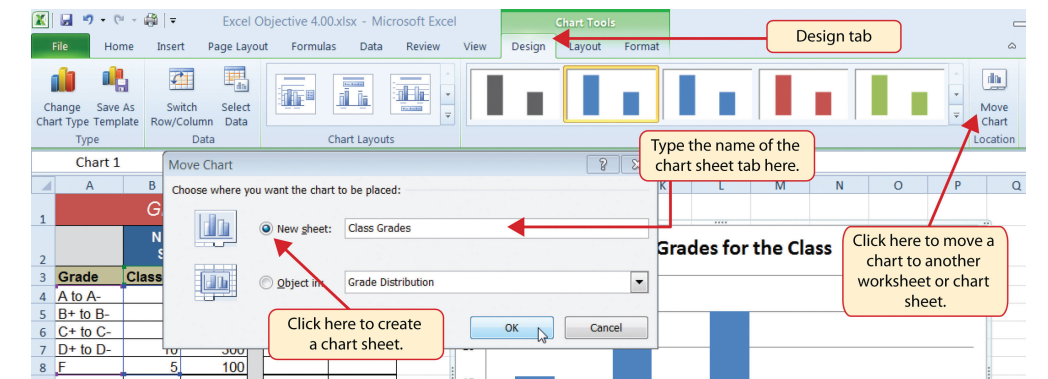 Excel Objective 4.00.xlsx - Microsoft Excel
Chart Tools
Design tab
File Home Insert Page Layout Formulas Data Review View Design Layout Format
Change Chart Type
Save As Template
Switch Row/Column
Select Data
Move Chart
Type
Data
Chart Layouts
Location
Type the name of the
chart sheet tab here.
Chart 1
Move Chart
Choose where you want the chart to be placed:
New sheet:
Class Grades
Object in:
Grade Distribution
OK
Cancel
Click here to create
a chart sheet.
Click here to move a
chart to another
worksheet or chart
sheet.
A B K L M N O P Q
Grades for the Class
1 G
2 N
S
3 Grade Class
4 A to A-
5 B+ to B-
6 C+ to C-
7 D+ to D- 10 300
8 F 5 100